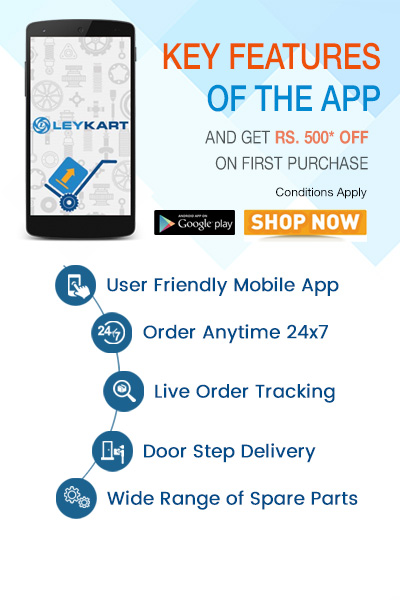 LEYKART
KEY FEATURES
OF THE APP
AND GET RS. 500* OFF
ON FIRST PURCHASE
Conditions Apply
ANDROID APP ON
Google play
SHOP NOW
User Friendly Mobile App
24/7
Order Anytime 24x7
Live Order Tracking
Door Step Delivery
Wide Range of Spare Parts